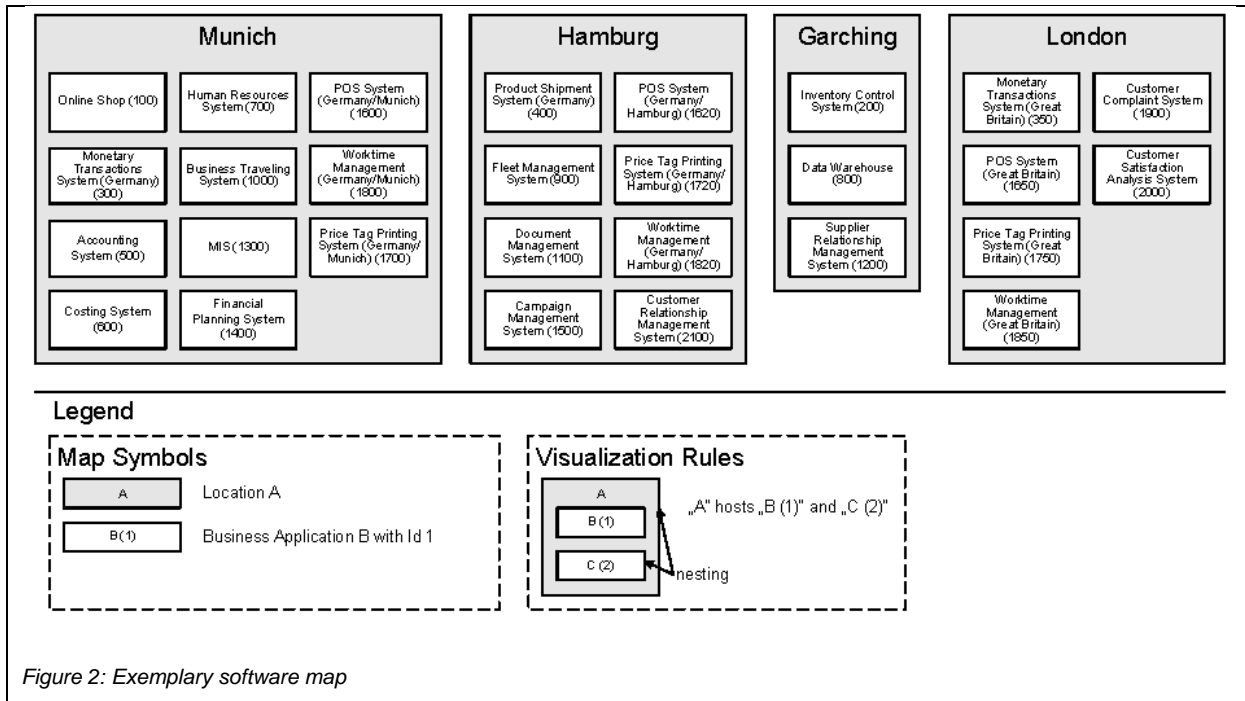 Munich
Online Shop (100)
Human Resources
System (700)
POS System
(Germany/Munich)
(1600)
Monetary
Transactions
System (Germany)
(300)
Business Traveling
System (1000)
Worktime
Management
(Germany/Munich)
(1800)
Accounting
System (500)
MIS (1300)
Price Tag Printing
System (Germany/
Munich) (1700)
Costing System
(600)
Financial
Planning System
(1400)
Hamburg
Product Shipment
System (Germany)
(400)
POS System
(Germany/
Hamburg) (1620)
Fleet Management
System (900)
Price Tag Printing
System (Germany/
Hamburg) (1720)
Document
Management
System (1100)
Worktime
Management
(Germany/
Hamburg) (1820)
Campaign
Management
System (1500)
Customer
Relationship
Management
System (2100)
Garching
Inventory Control
System (200)
Data Warehouse
(800)
Supplier
Relationship
Management
System (1200)
London
Monetary
Transactions
System (Great
Britain) (350)
Customer
Complaint System
(1900)
POS System
(Great Britain)
(1650)
Customer
Satisfaction
Analysis System
(2000)
Price Tag Printing
System (Great
Britain) (1750)
Worktime
Management
(Great Britain)
(1850)
Legend
Map Symbols
A
Location A
B (1)
Business Application B with Id 1
Visualization Rules
A
B (1)
C (2)
„A" hosts „B (1)" and „C (2)"
nesting
Figure 2: Exemplary software map